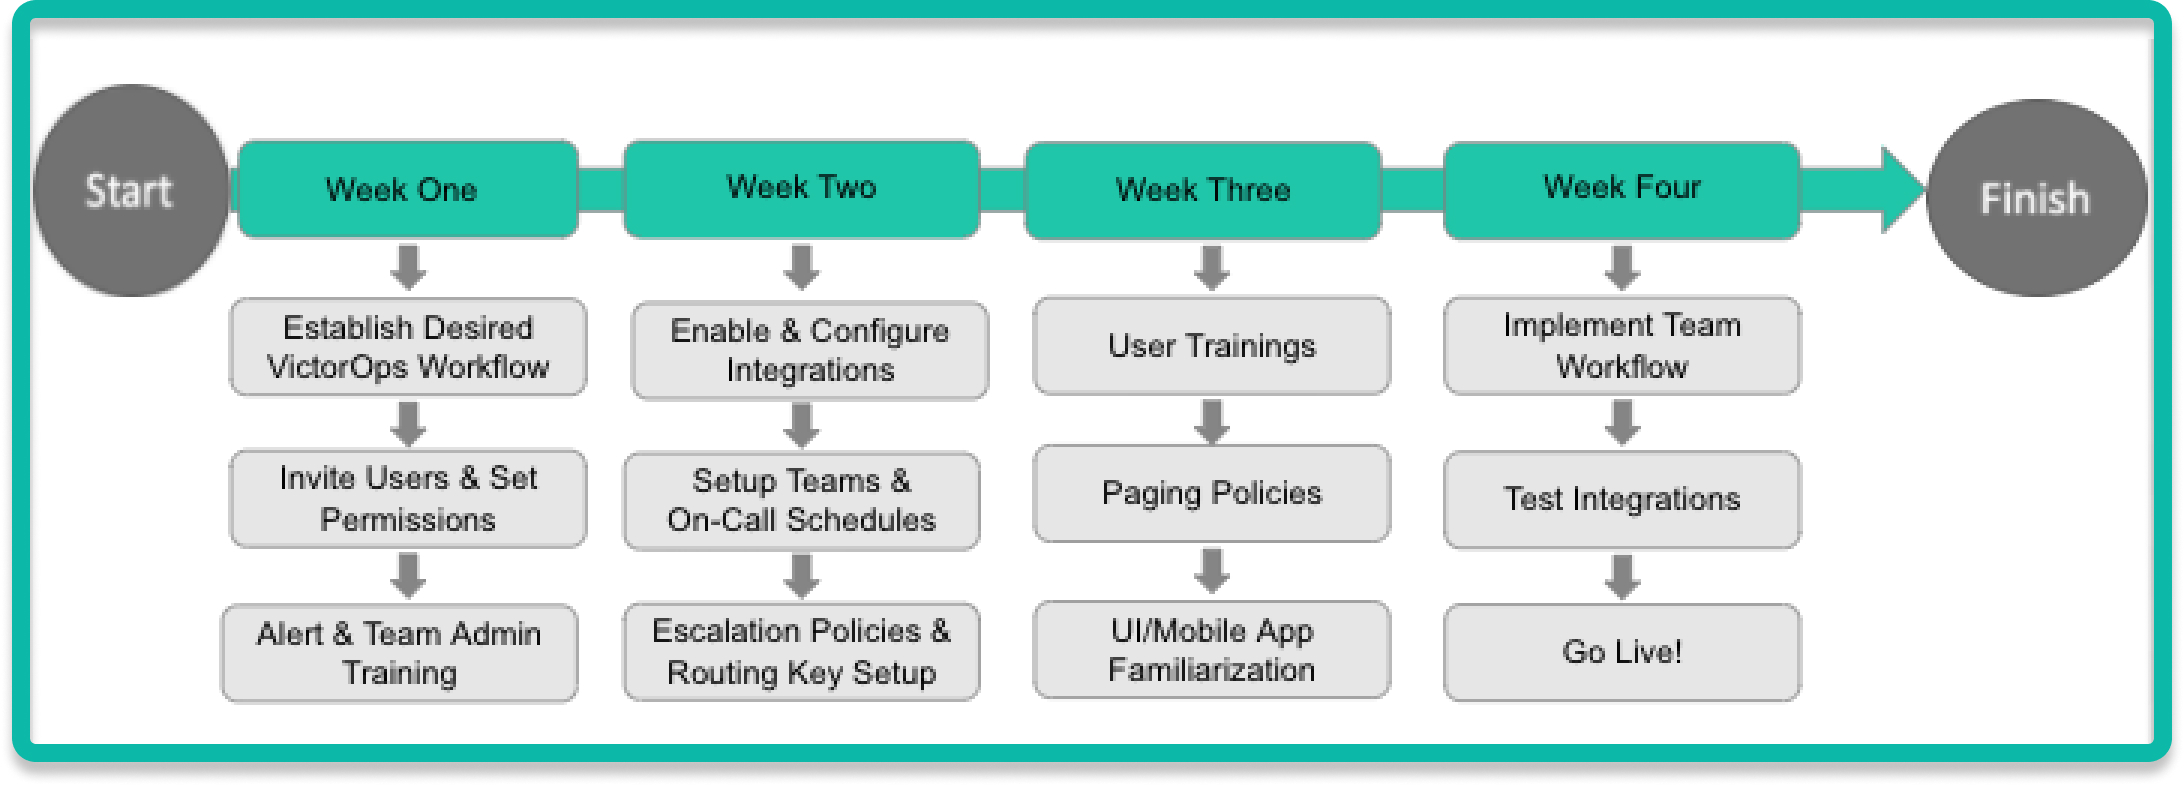 Start
Week One
Week Two
Week Three
Week Four
Finish
Establish Desired
VictorOps Workflow
Invite Users & Set
Permissions
Alert & Team Admin
Training
Enable & Configure
Integrations
Setup Teams &
On-Call Schedules
Escalation Policies &
Routing Key Setup
User Trainings
Paging Policies
UI/Mobile App
Familiarization
Implement Team
Workflow
Test Integrations
Go Live!